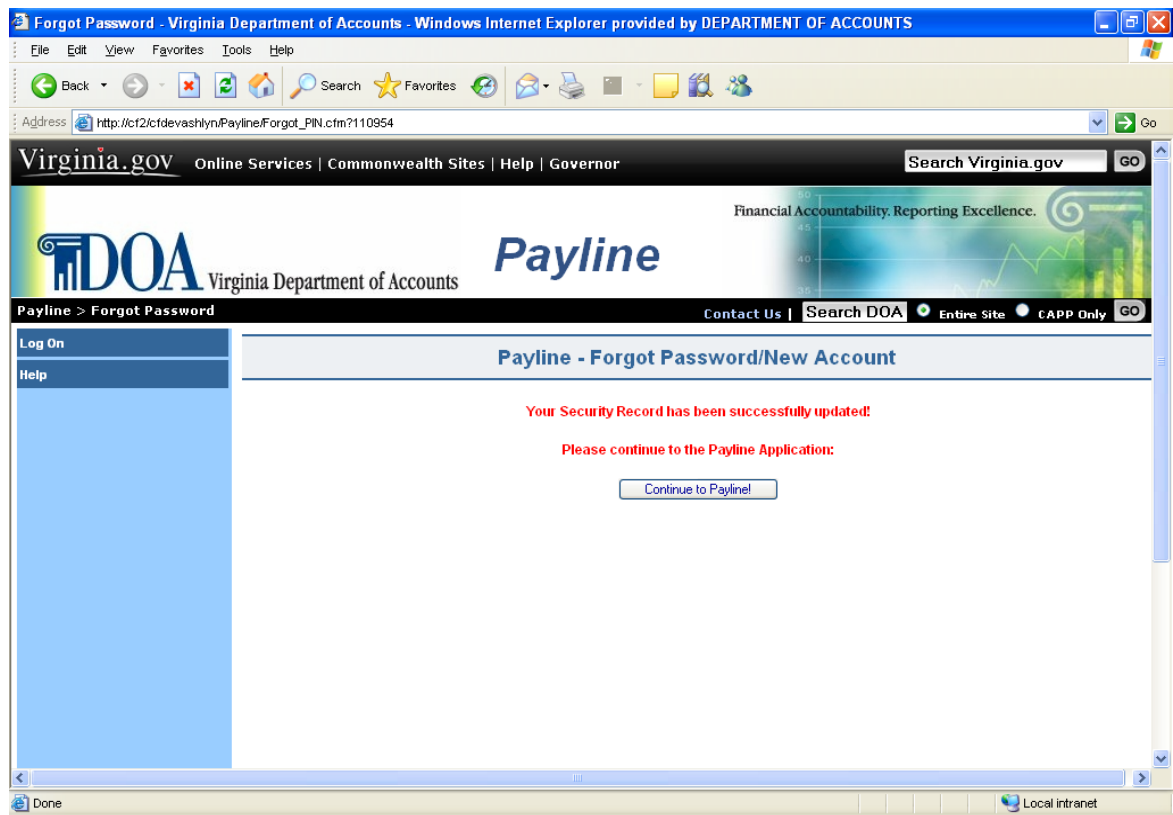 Forgot Password - Virginia Department of Accounts - Windows Internet Explorer provided by DEPARTMENT OF ACCOUNTS
File Edit View Favorites Tools Help
Back Search Favorites
Address http://cf2/cfdevashlyn/Payline/Forgot_PIN.cfm?110954 Go
Virginia.gov Online Services | Commonwealth Sites | Help | Governor Search Virginia.gov GO
Financial Accountability. Reporting Excellence.
50
45
40
35
DOA Virginia Department of Accounts Payline
Payline > Forgot Password Contact Us | Search DOA Entire Site CAPP Only GO
Log On
Help
Payline - Forgot Password/New Account
Your Security Record has been successfully updated!
Please continue to the Payline Application:
Continue to Payline!
Done Local intranet